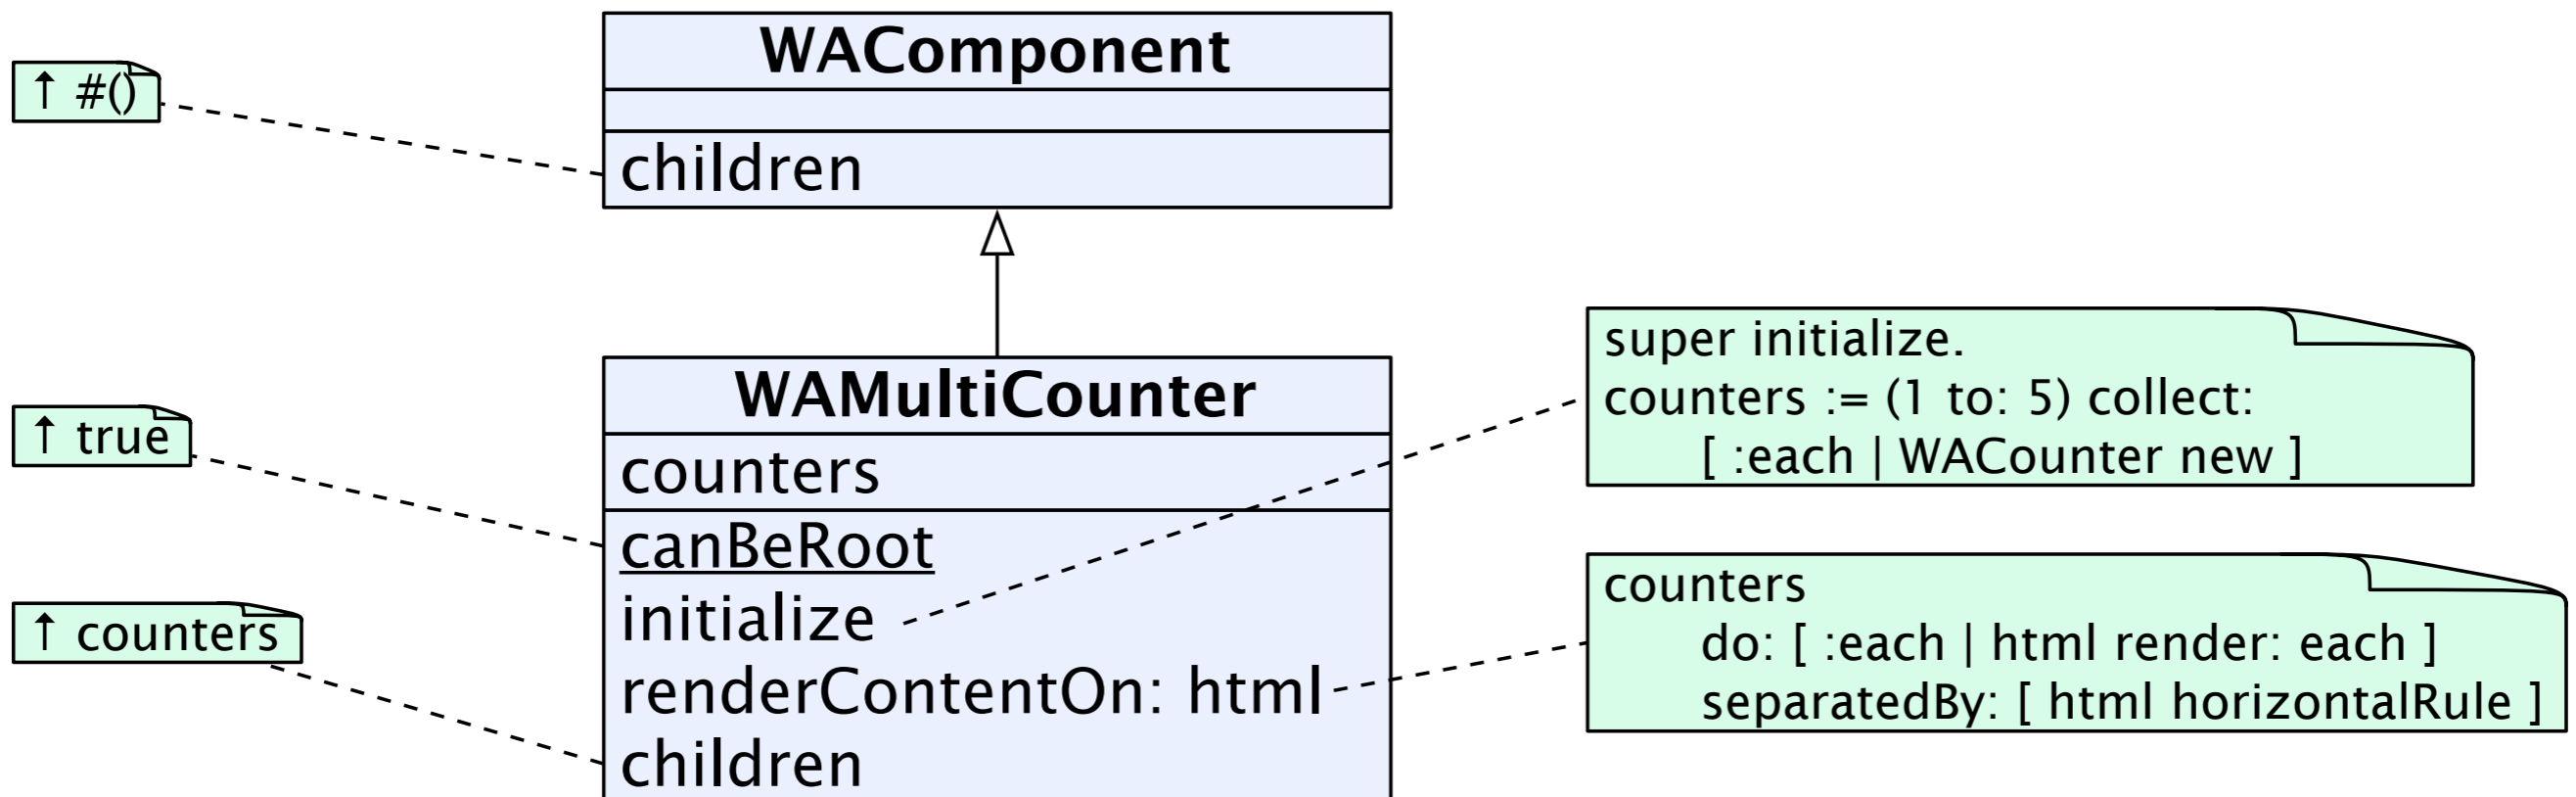 WAComponent
↑ #()
children
super initialize.
counters := (1 to: 5) collect:
[ :each | WACounter new ]
WAMultiCounter
↑ true
counters
canBeRoot
initialize
counters
do: [ :each | html render: each ]
separatedBy: [ html horizontalRule ]
↑ counters
renderContentOn: html
children